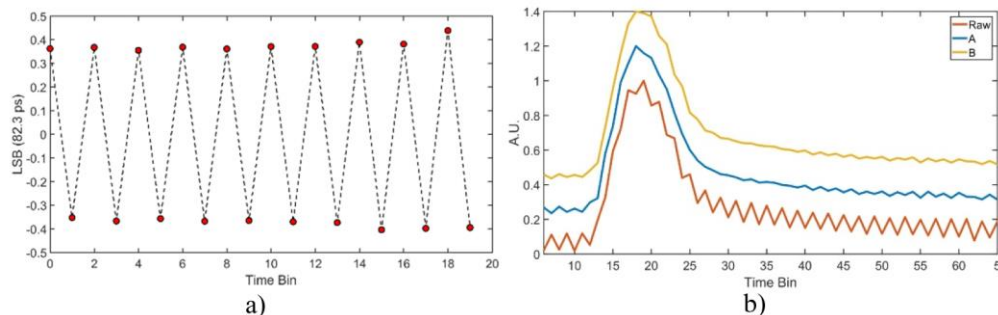 0.5
0.4
0.3
0.2
0.1
0
-0.1
-0.2
-0.3
-0.4
-0.5
LSB (82.3 ps)
0 2 4 6 8 10 12 14 16 18 20
Time Bin
a)
1.4
1.2
1
0.8
0.6
0.4
0.2
0
A.U.
Raw
A
B
10 15 20 25 30 35 40 45 50 55 60 65
Time Bin
b)